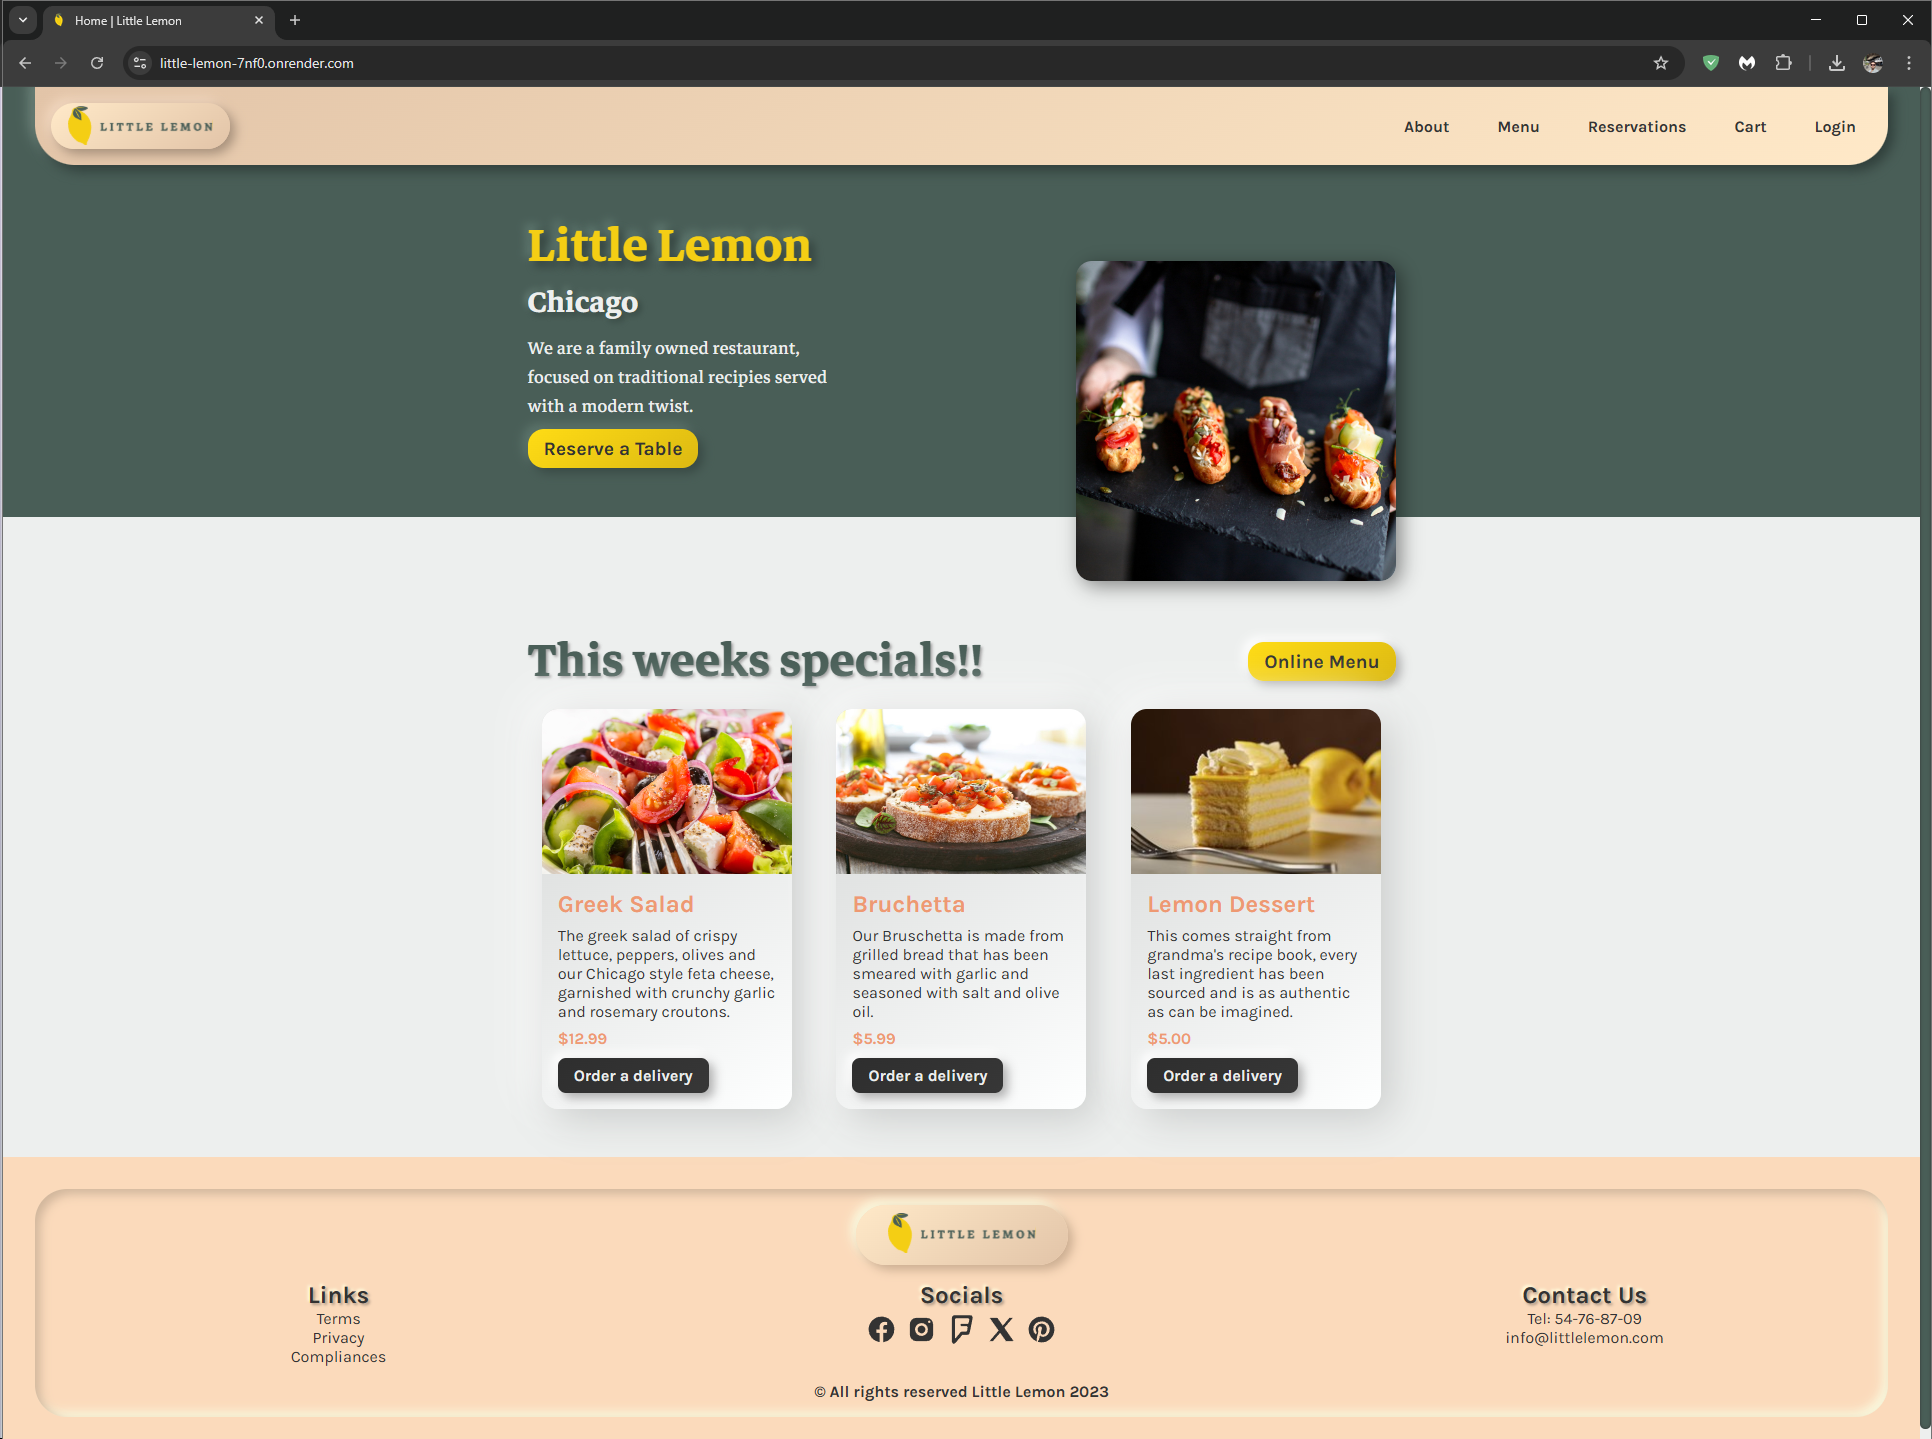 Home | Little Lemon
little-lemon-7nf0.onrender.com
LITTLE LEMON
About
Menu
Reservations
Cart
Login
Little Lemon
Chicago
We are a family owned restaurant,
focused on traditional recipies served
with a modern twist.
Reserve a Table
This weeks specials!!
Online Menu
Greek Salad
The greek salad of crispy
lettuce, peppers, olives and
our Chicago style feta cheese,
garnished with crunchy garlic
and rosemary croutons.
$12.99
Order a delivery
Bruchetta
Our Bruschetta is made from
grilled bread that has been
smeared with garlic and
seasoned with salt and olive
oil.
$5.99
Order a delivery
Lemon Dessert
This comes straight from
grandma's recipe book, every
last ingredient has been
sourced and is as authentic
as can be imagined.
$5.00
Order a delivery
LITTLE LEMON
Links
Terms
Privacy
Compliances
Socials
Contact Us
Tel: 54-76-87-09
info@littlelemon.com
© All rights reserved Little Lemon 2023